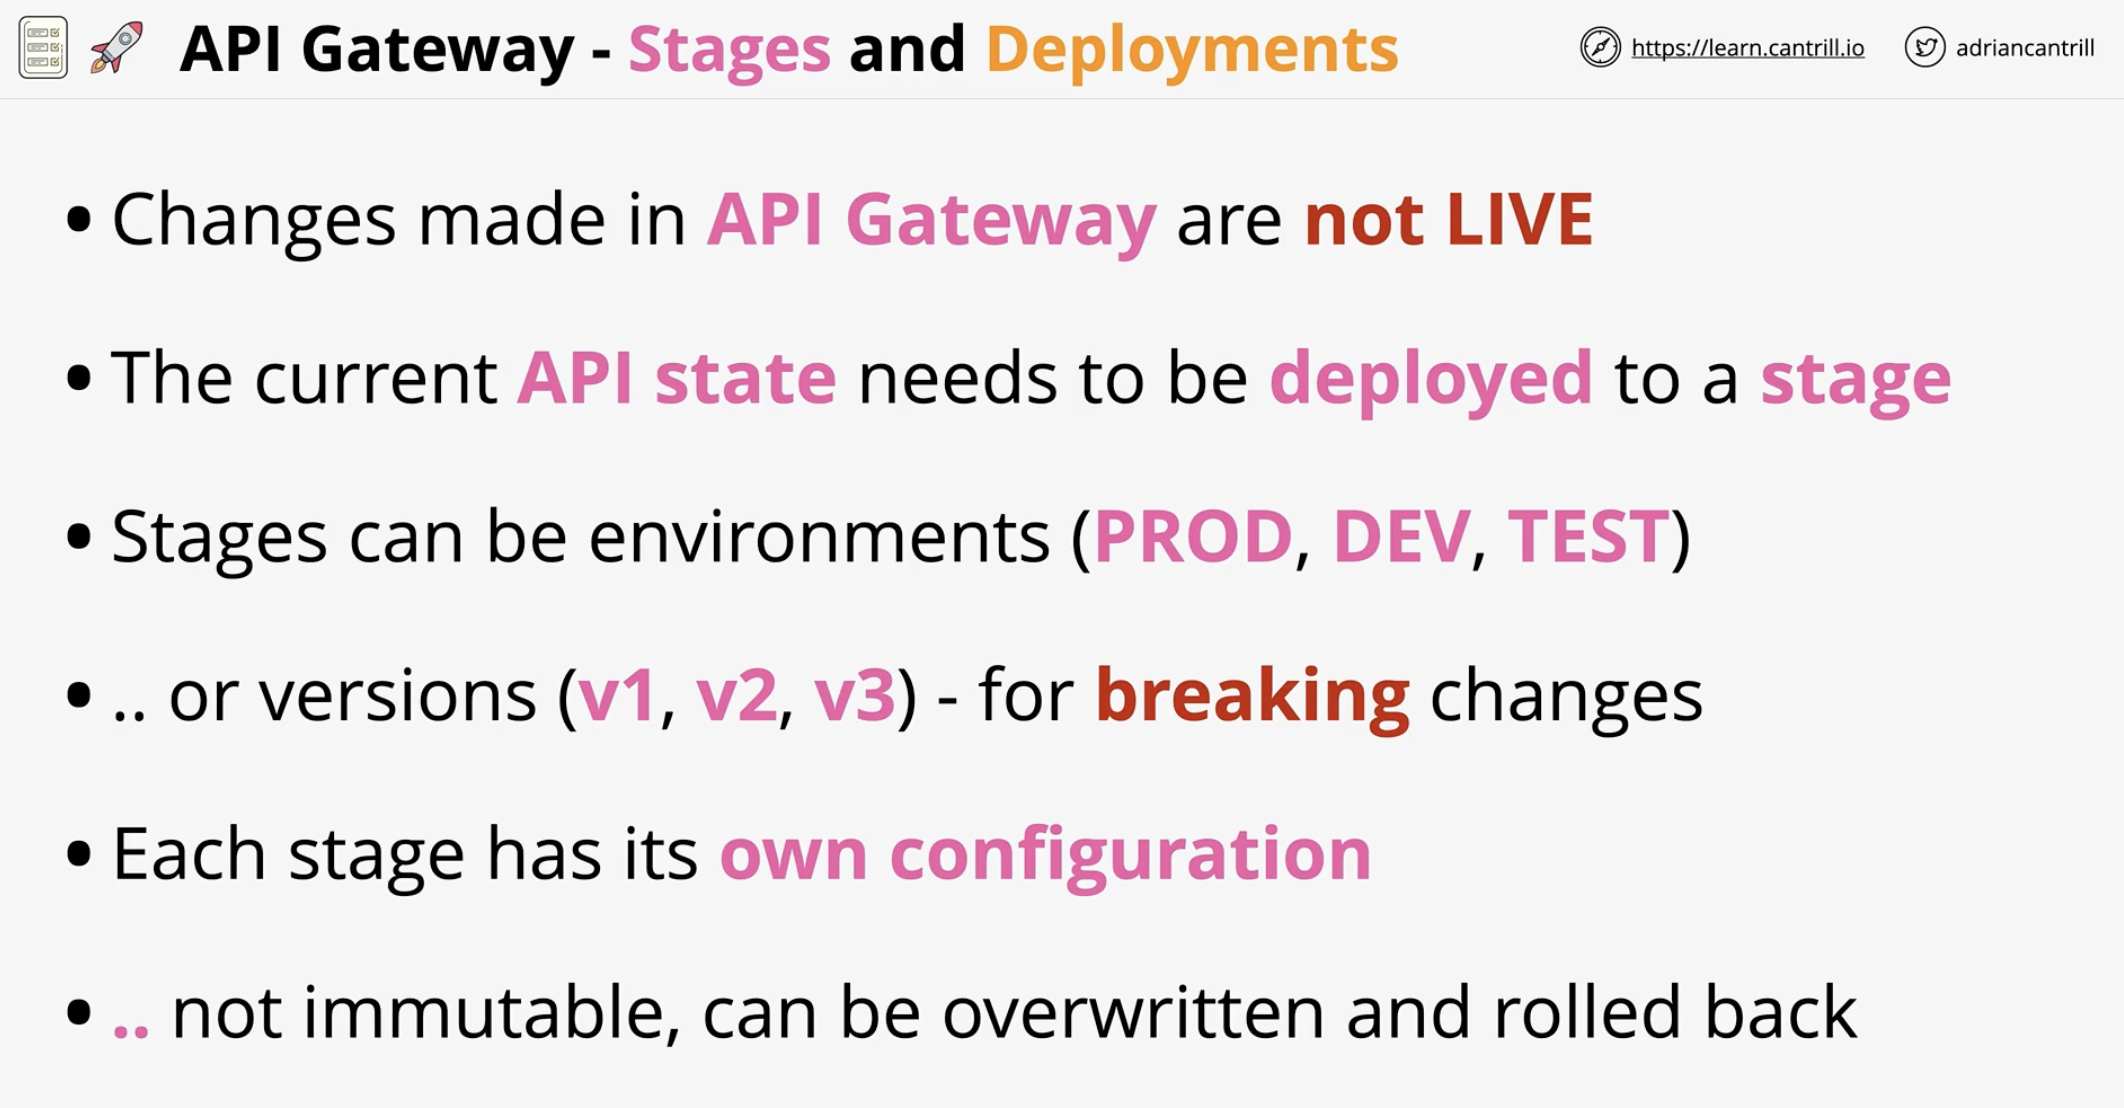 API Gateway - Stages and Deployments
https://learn.cantrill.io
adriancantrill
• Changes made in API Gateway are not LIVE
• The current API state needs to be deployed to a stage
• Stages can be environments (PROD, DEV, TEST)
• .. or versions (v1, v2, v3) - for breaking changes
• Each stage has its own configuration
• .. not immutable, can be overwritten and rolled back